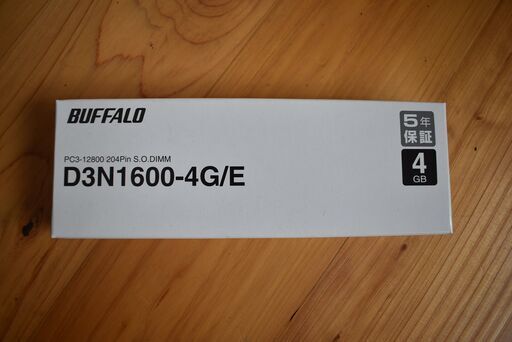 BUFFALO
PC3-12800 204Pin S.O.DIMM
D3N1600-4G/E
5年
保証
4
GB